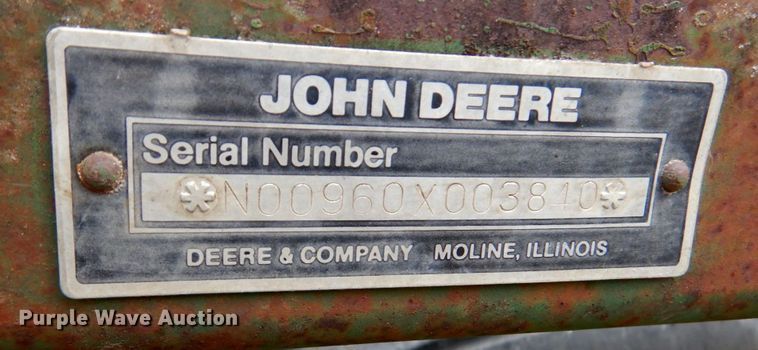 JOHN DEERE
Serial Number
*N00960X003840*
DEERE & COMPANY MOLINE, ILLINOIS
Purple Wave Auction